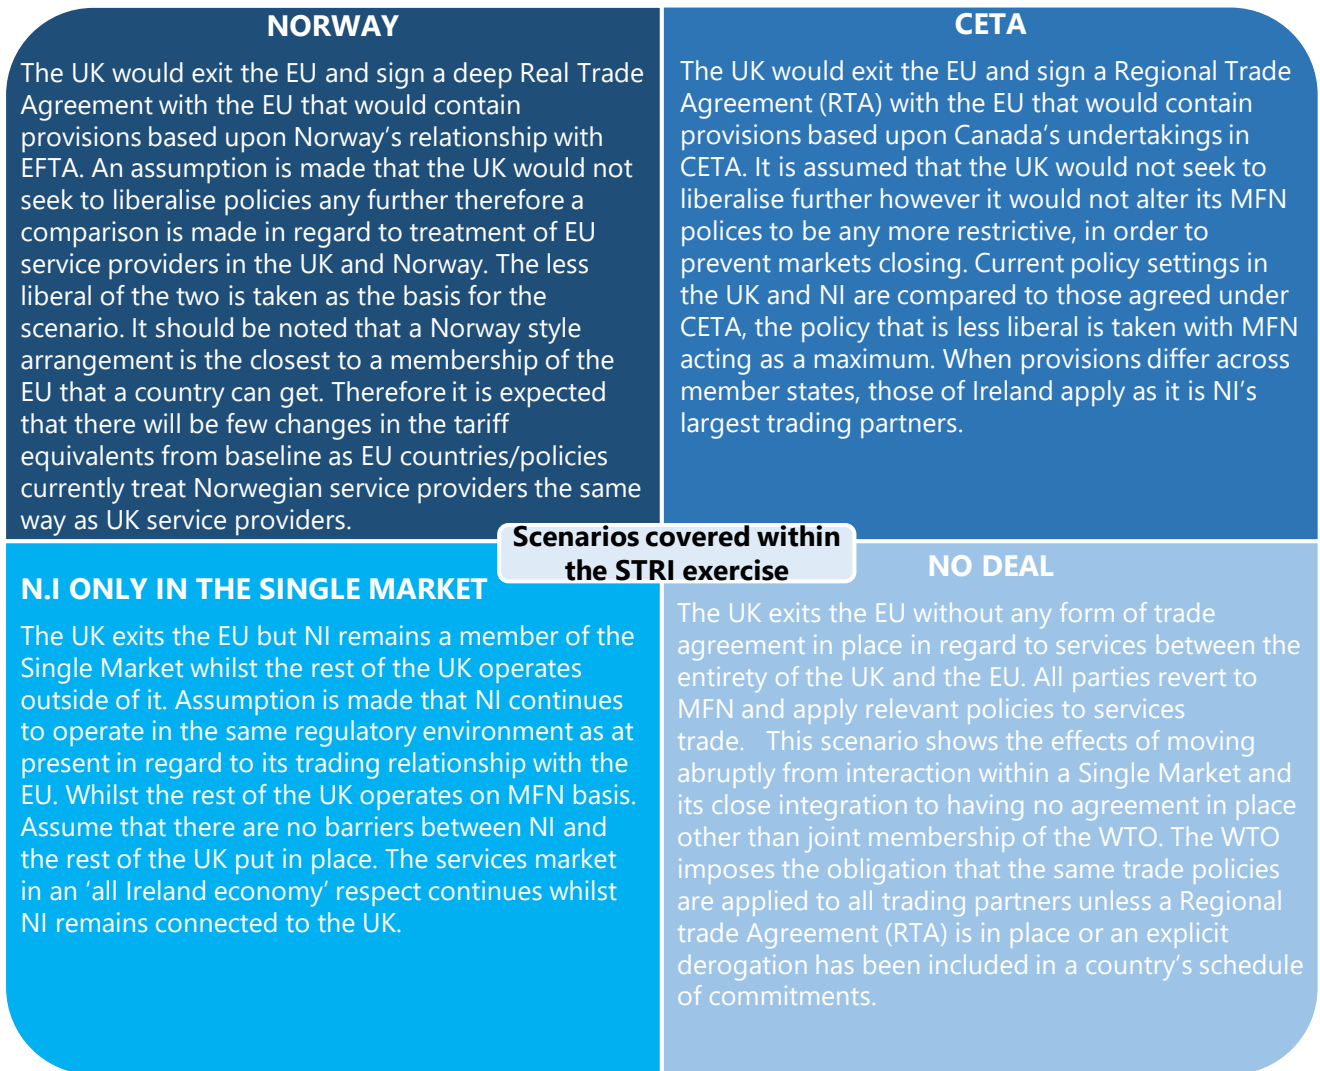 NORWAY
The UK would exit the EU and sign a deep Real Trade
Agreement with the EU that would contain
provisions based upon Norway's relationship with
EFTA. An assumption is made that the UK would not
seek to liberalise policies any further therefore a
comparison is made in regard to treatment of EU
service providers in the UK and Norway. The less
liberal of the two is taken as the basis for the
scenario. It should be noted that a Norway style
arrangement is the closest to a membership of the
EU that a country can get. Therefore it is expected
that there will be few changes in the tariff
equivalents from baseline as EU countries/policies
currently treat Norwegian service providers the same
way as UK service providers.
CETA
The UK would exit the EU and sign a Regional Trade
Agreement (RTA) with the EU that would contain
provisions based upon Canada's undertakings in
CETA. It is assumed that the UK would not seek to
liberalise further however it would not alter its MFN
polices to be any more restrictive, in order to
prevent markets closing. Current policy settings in
the UK and NI are compared to those agreed under
CETA, the policy that is less liberal is taken with MFN
acting as a maximum. When provisions differ across
member states, those of Ireland apply as it is NI's
largest trading partners.
Scenarios covered within
the STRI exercise
N.I ONLY IN THE SINGLE MARKET
The UK exits the EU but NI remains a member of the
Single Market whilst the rest of the UK operates
outside of it. Assumption is made that NI continues
to operate in the same regulatory environment as at
present in regard to its trading relationship with the
EU. Whilst the rest of the UK operates on MFN basis.
Assume that there are no barriers between NI and
the rest of the UK put in place. The services market
in an 'all Ireland economy' respect continues whilst
NI remains connected to the UK.
NO DEAL
The UK exits the EU without any form of trade
agreement in place in regard to services between the
entirety of the UK and the EU. All parties revert to
MFN and apply relevant policies to services
trade.   This scenario shows the effects of moving
abruptly from interaction within a Single Market and
its close integration to having no agreement in place
other than joint membership of the WTO. The WTO
imposes the obligation that the same trade policies
are applied to all trading partners unless a Regional
trade Agreement (RTA) is in place or an explicit
derogation has been included in a country's schedule
of commitments.